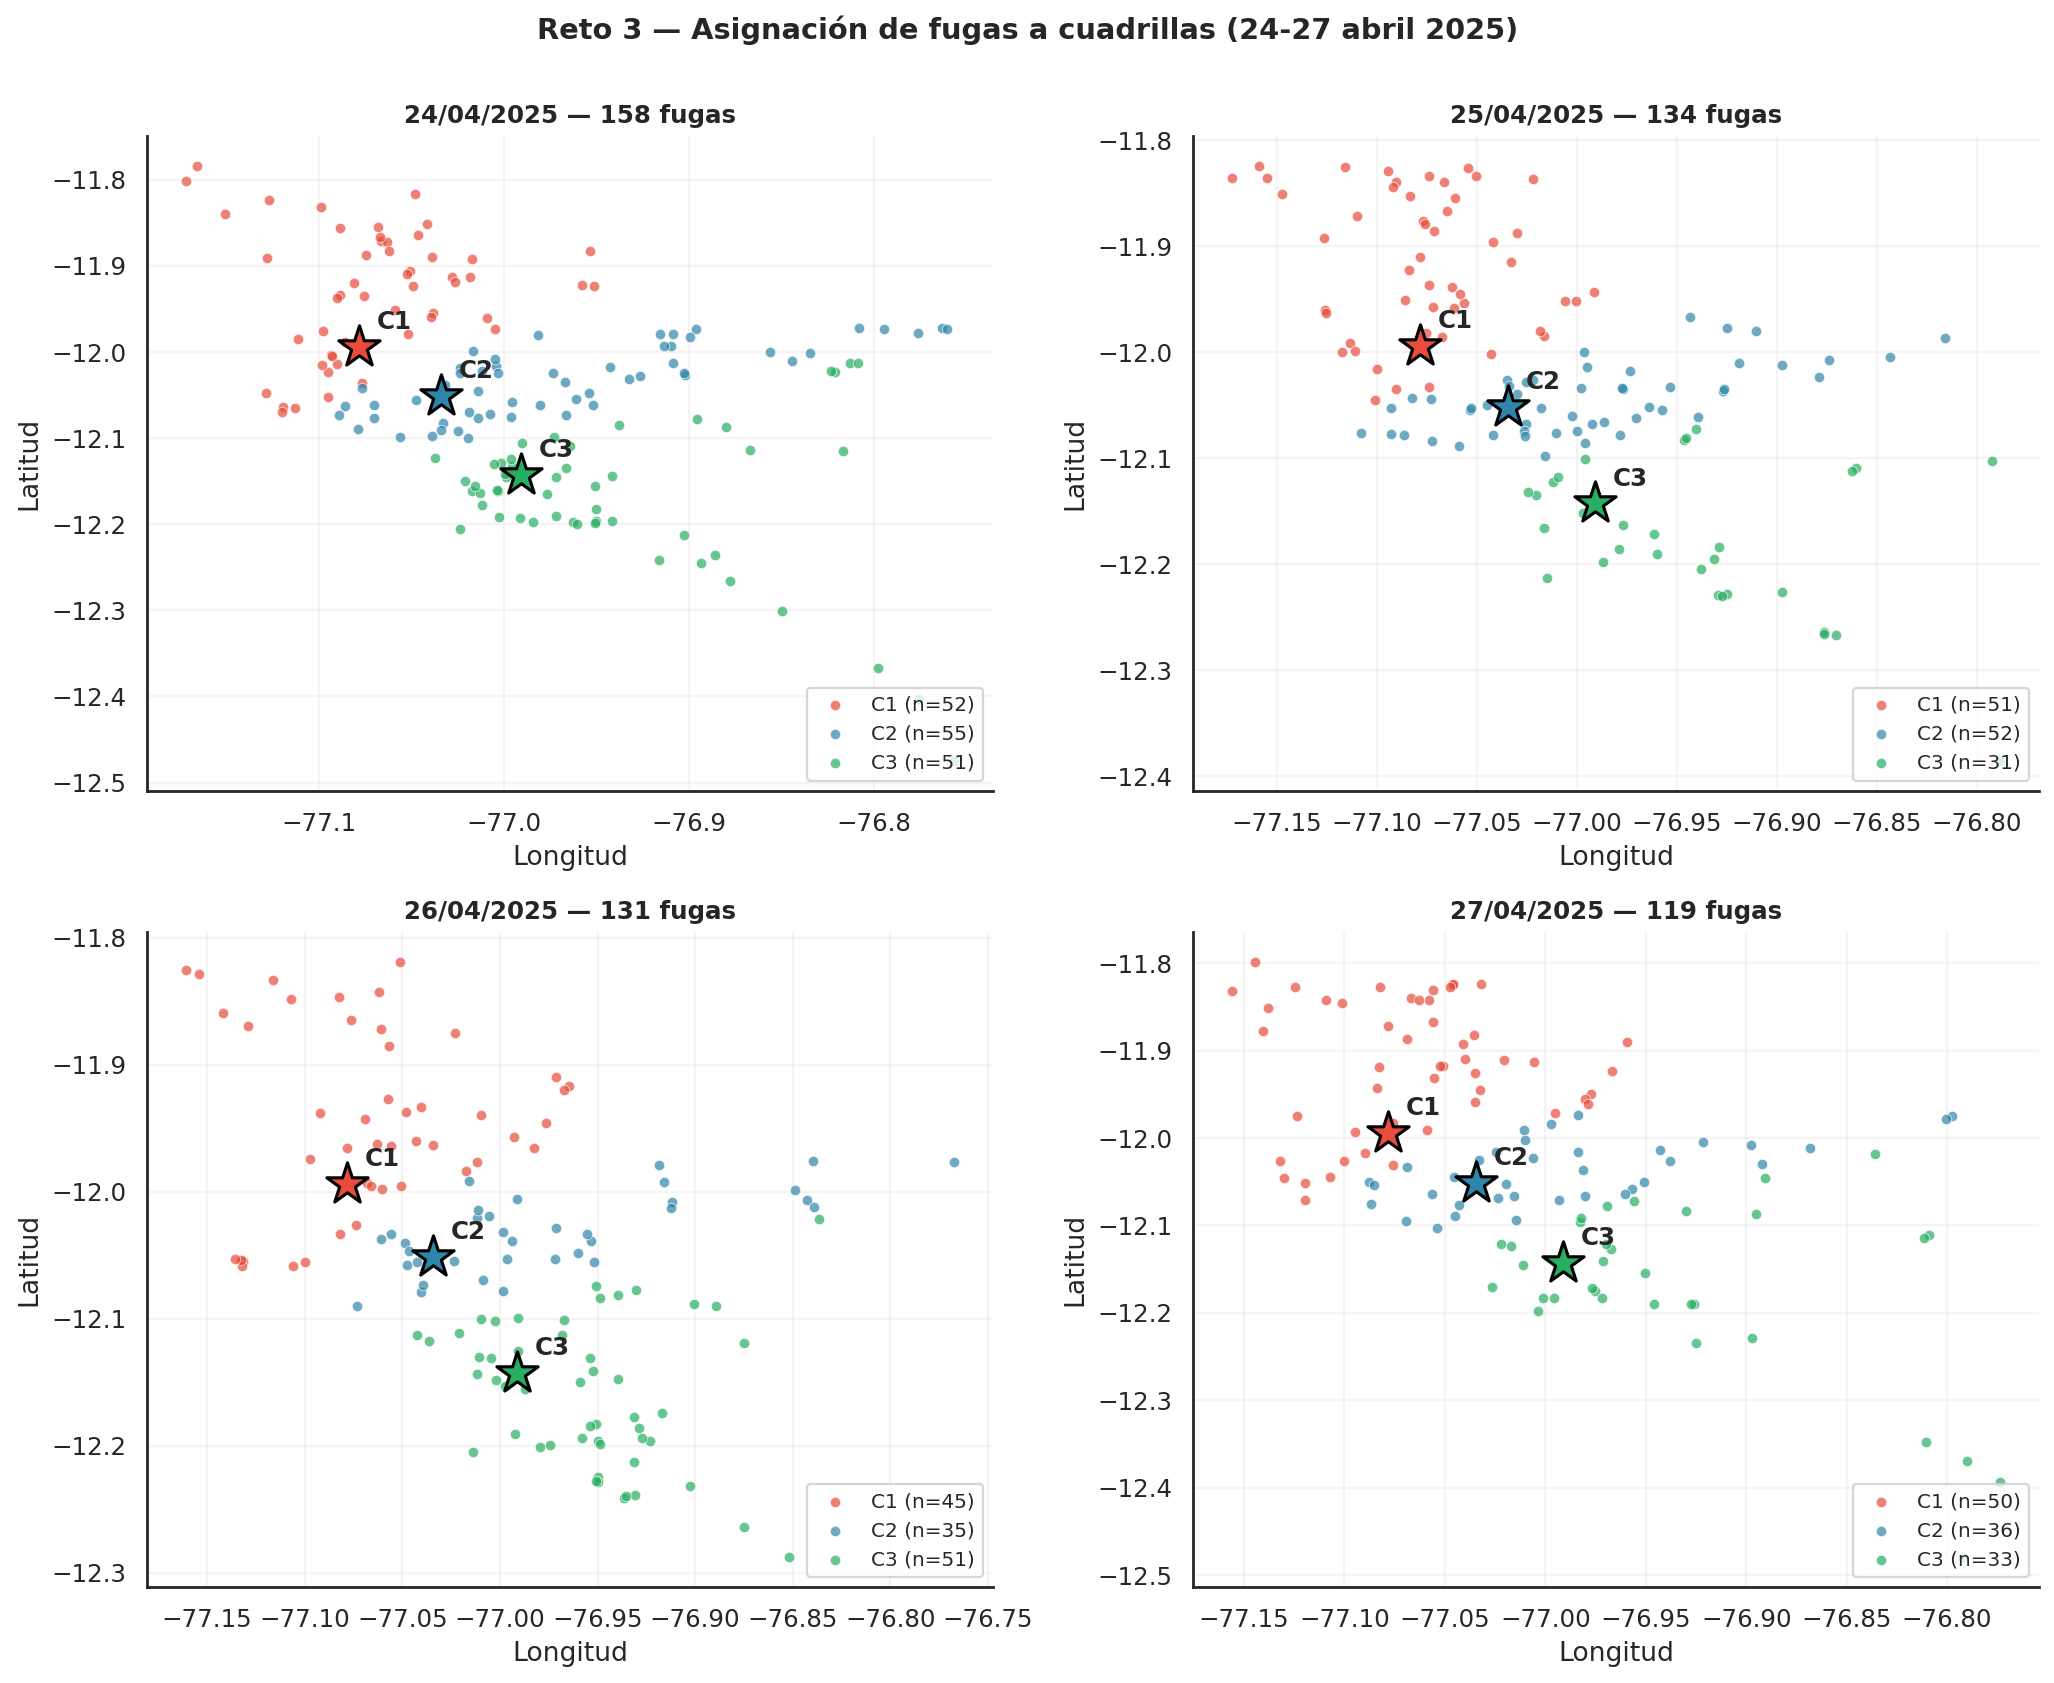 Reto 3 — Asignación de fugas a cuadrillas (24-27 abril 2025)
24/04/2025 — 158 fugas
−11.8
−11.9
−12.0
−12.1
−12.2
−12.3
−12.4
−12.5
Latitud
C1
C2
C3
C1 (n=52)
C2 (n=55)
C3 (n=51)
−77.1 −77.0 −76.9 −76.8
Longitud
25/04/2025 — 134 fugas
−11.8
−11.9
−12.0
−12.1
−12.2
−12.3
−12.4
Latitud
C1
C2
C3
C1 (n=51)
C2 (n=52)
C3 (n=31)
−77.15 −77.10 −77.05 −77.00 −76.95 −76.90 −76.85 −76.80
Longitud
26/04/2025 — 131 fugas
−11.8
−11.9
−12.0
−12.1
−12.2
−12.3
Latitud
C1
C2
C3
C1 (n=45)
C2 (n=35)
C3 (n=51)
−77.15 −77.10 −77.05 −77.00 −76.95 −76.90 −76.85 −76.80 −76.75
Longitud
27/04/2025 — 119 fugas
−11.8
−11.9
−12.0
−12.1
−12.2
−12.3
−12.4
−12.5
Latitud
C1
C2
C3
C1 (n=50)
C2 (n=36)
C3 (n=33)
−77.15 −77.10 −77.05 −77.00 −76.95 −76.90 −76.85 −76.80
Longitud